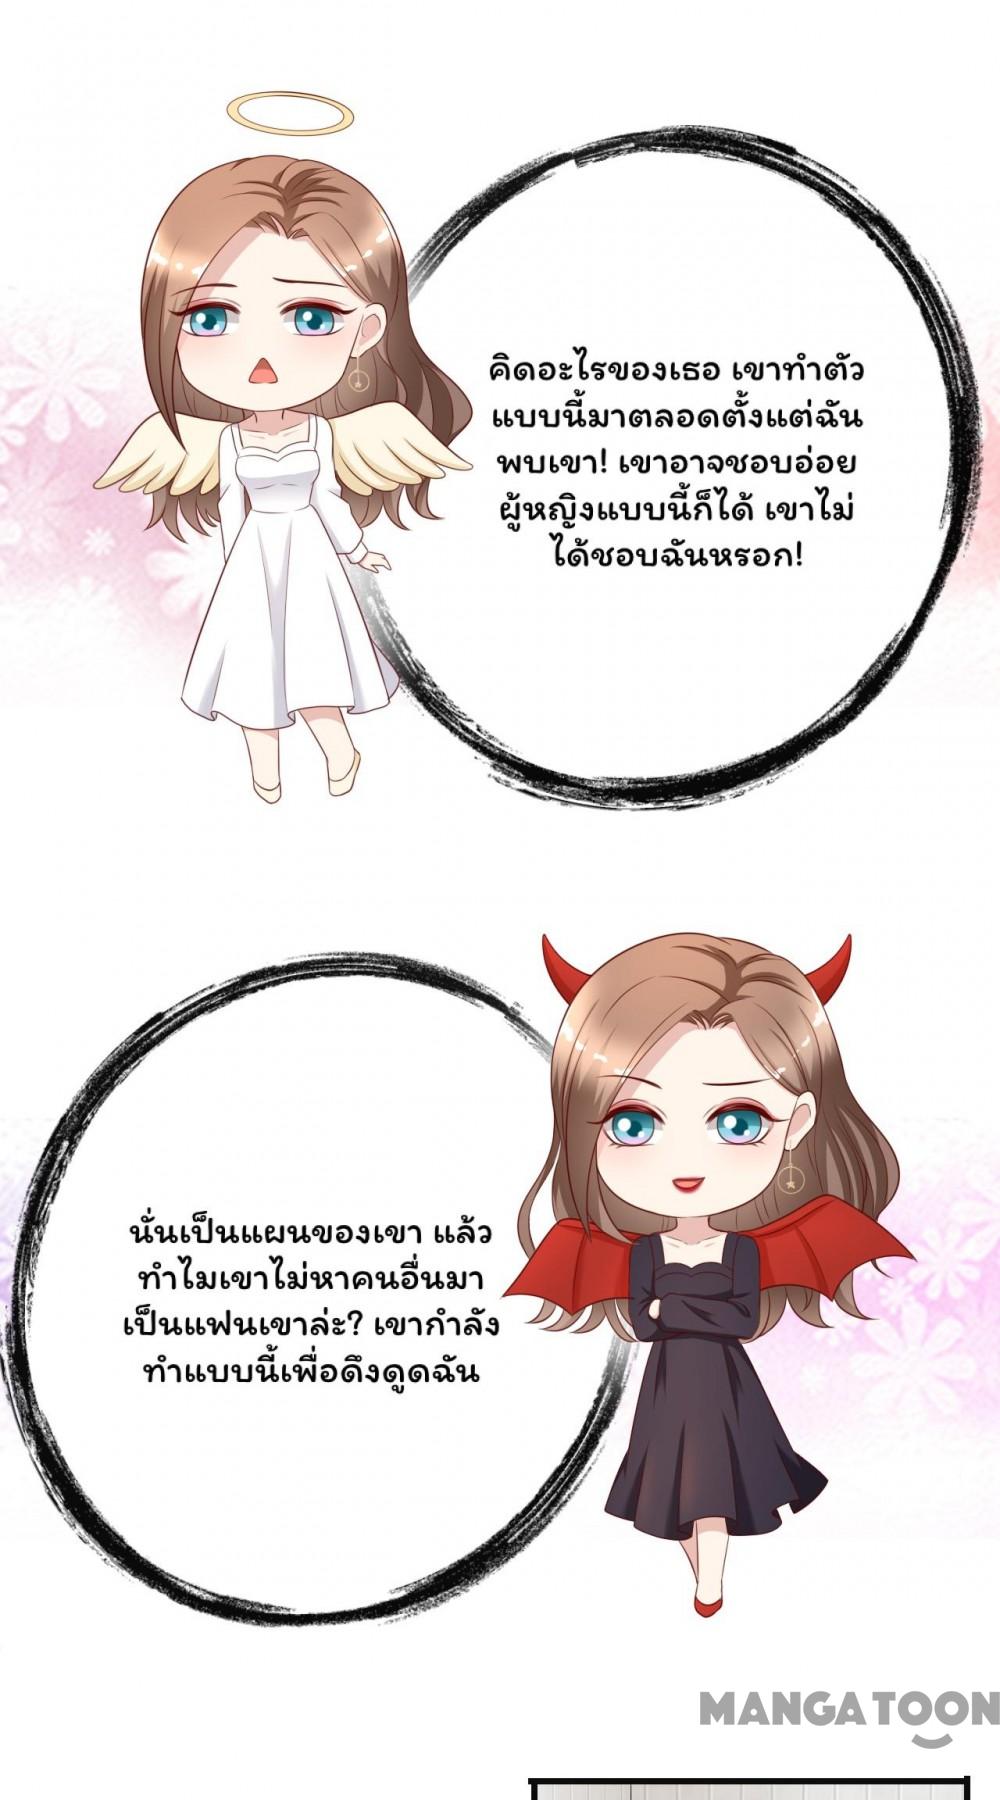 คิดอะไรของเธอ เขาทำตัว
แบบนี้มาตลอดตั้งแต่ฉัน
พบเขา! เขาอาจชอบอ่อย
ผู้หญิงแบบนี้ก็ได้ เขาไม่
ได้ชอบฉันหรอก!
นั่นเป็นแผนของเขา แล้ว
ทำไมเขาไม่หาคนอื่นมา
เป็นแฟนเขาล่ะ? เขากำลัง
ทำแบบนี้เพื่อดึงดูดฉัน
MANGATOON